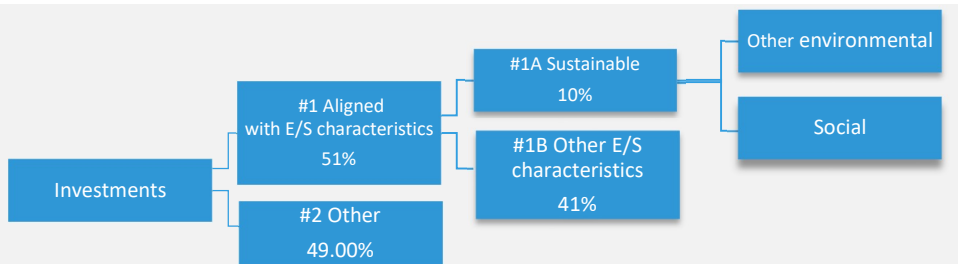 Investments
#1 Aligned
with E/S characteristics
51%
#2 Other
49.00%
#1A Sustainable
10%
#1B Other E/S
characteristics
41%
Other environmental
Social